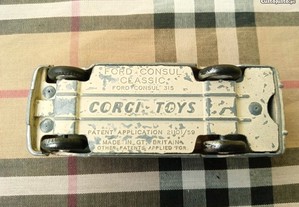 FORD-CONSUL
CLASSIC
FORD CONSUL 315
CORGI-TOYS
PATENT APPLICATION 21101/59
MADE IN GT. BRITAIN
OTHER PATENTS APPLIED FOR